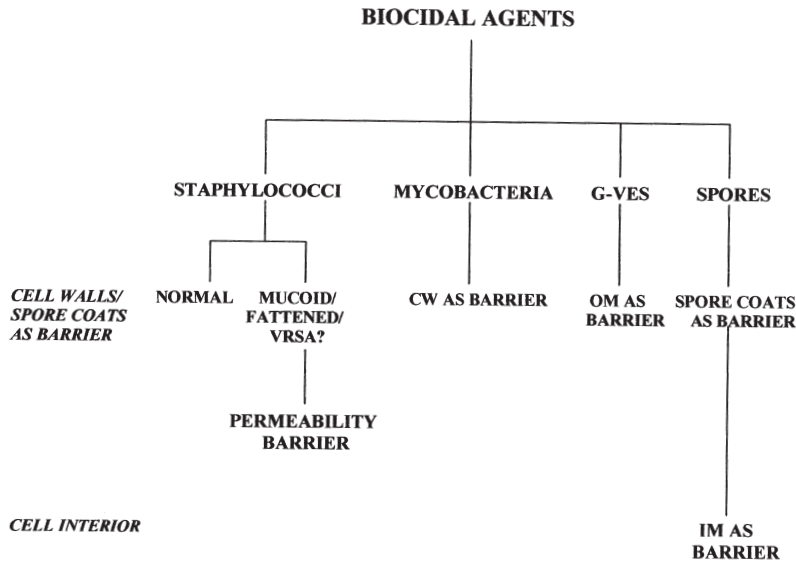 BIOCIDAL AGENTS
STAPHYLOCOCCI
MYCOBACTERIA
G-VES
SPORES
CELL WALLS/
SPORE COATS
AS BARRIER
NORMAL
MUCOID/
FATTENED/
VRSA?
CW AS BARRIER
OM AS
BARRIER
SPORE COATS
AS BARRIER
PERMEABILITY
BARRIER
CELL INTERIOR
IM AS
BARRIER